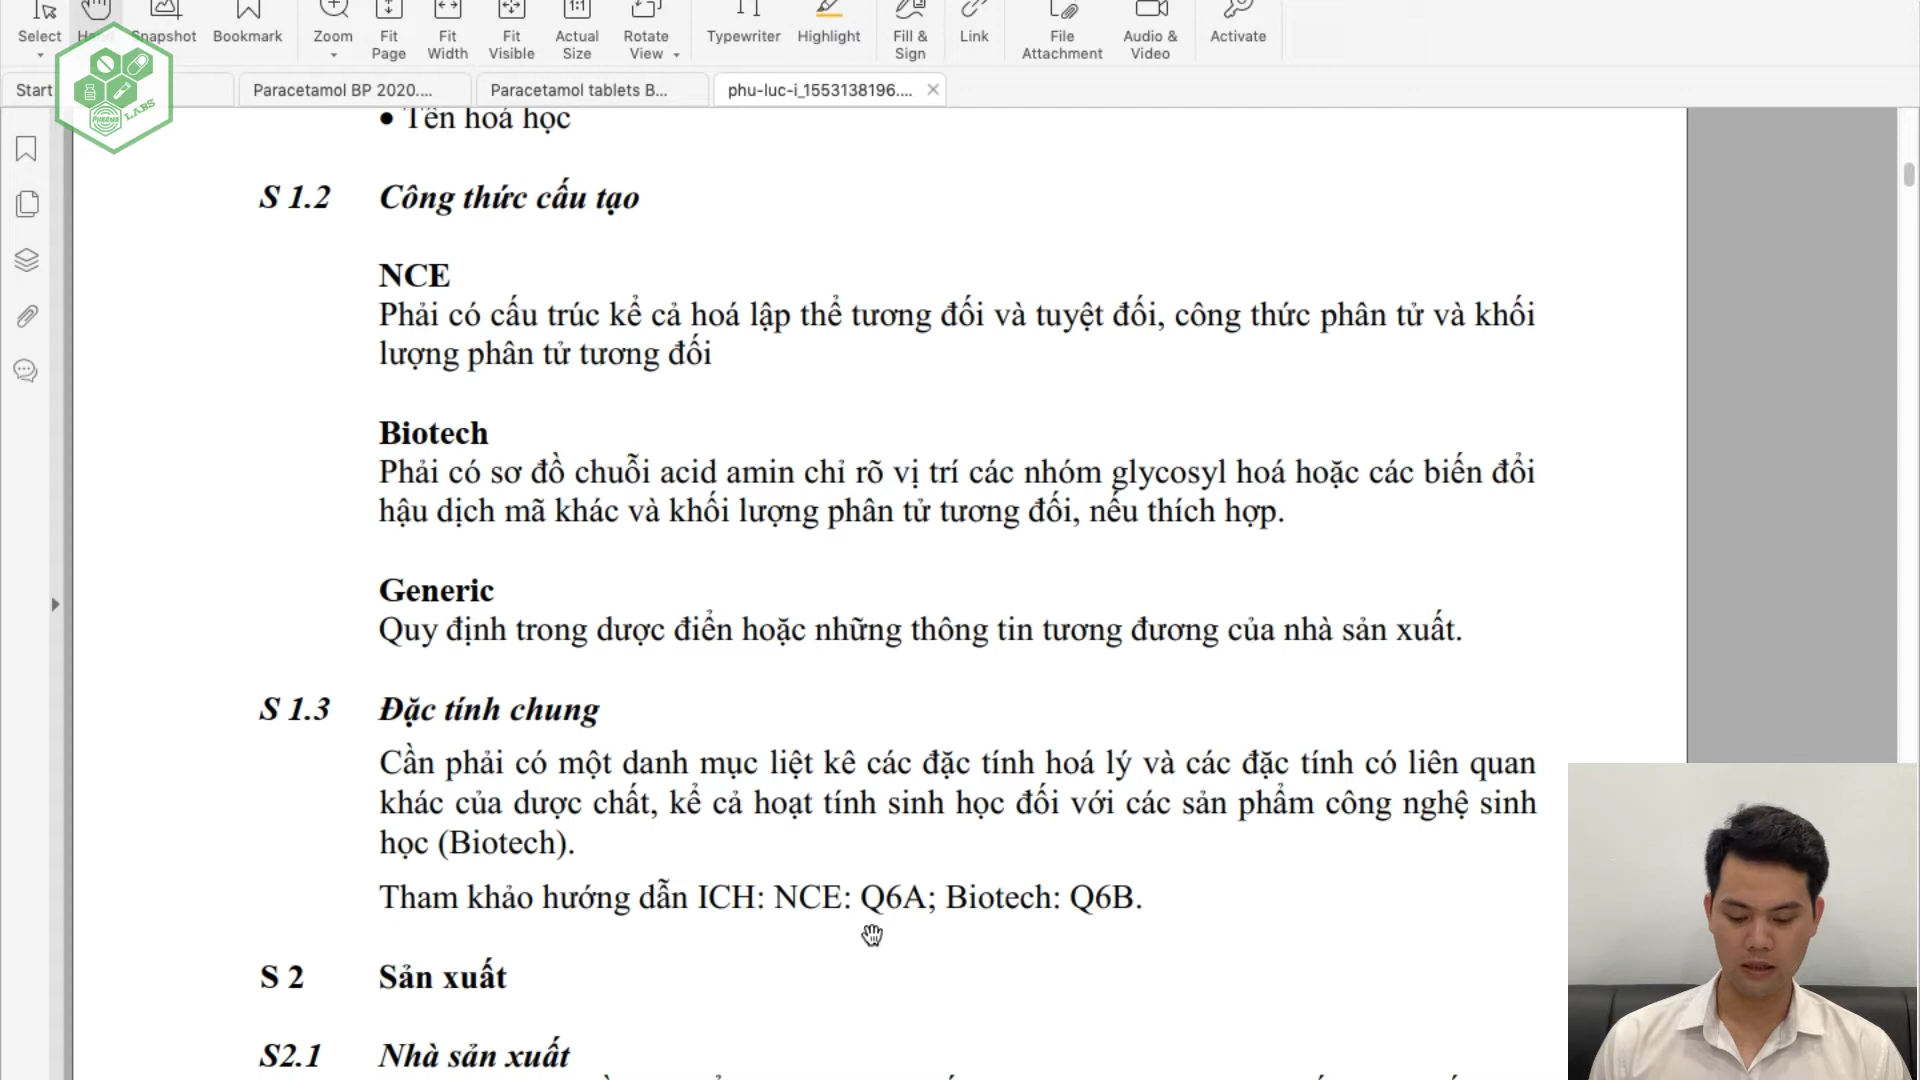 Select
Hand
Snapshot
Bookmark
Zoom
Fit Page
Fit Width
Fit Visible
Actual Size
Rotate View
Typewriter
Highlight
Fill & Sign
Link
File Attachment
Audio & Video
Activate
Start
Paracetamol BP 2020....
Paracetamol tablets B...
phu-luc-i_1553138196....
PHARMA LABS
• Tên hoá học
S 1.2 Công thức cấu tạo
NCE
Phải có cấu trúc kể cả hoá lập thể tương đối và tuyệt đối, công thức phân tử và khối
lượng phân tử tương đối
Biotech
Phải có sơ đồ chuỗi acid amin chỉ rõ vị trí các nhóm glycosyl hoá hoặc các biến đổi
hậu dịch mã khác và khối lượng phân tử tương đối, nếu thích hợp.
Generic
Quy định trong dược điển hoặc những thông tin tương đương của nhà sản xuất.
S 1.3 Đặc tính chung
Cần phải có một danh mục liệt kê các đặc tính hoá lý và các đặc tính có liên quan
khác của dược chất, kể cả hoạt tính sinh học đối với các sản phẩm công nghệ sinh
học (Biotech).
Tham khảo hướng dẫn ICH: NCE: Q6A; Biotech: Q6B.
S 2 Sản xuất
S2.1 Nhà sản xuất